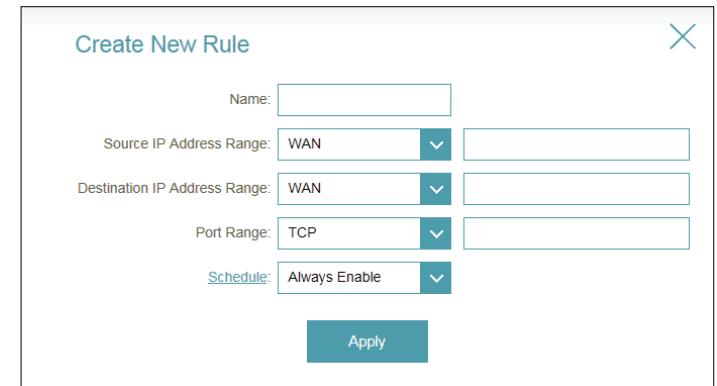 Create New Rule
Name:
Source IP Address Range: WAN
Destination IP Address Range: WAN
Port Range: TCP
Schedule: Always Enable
Apply